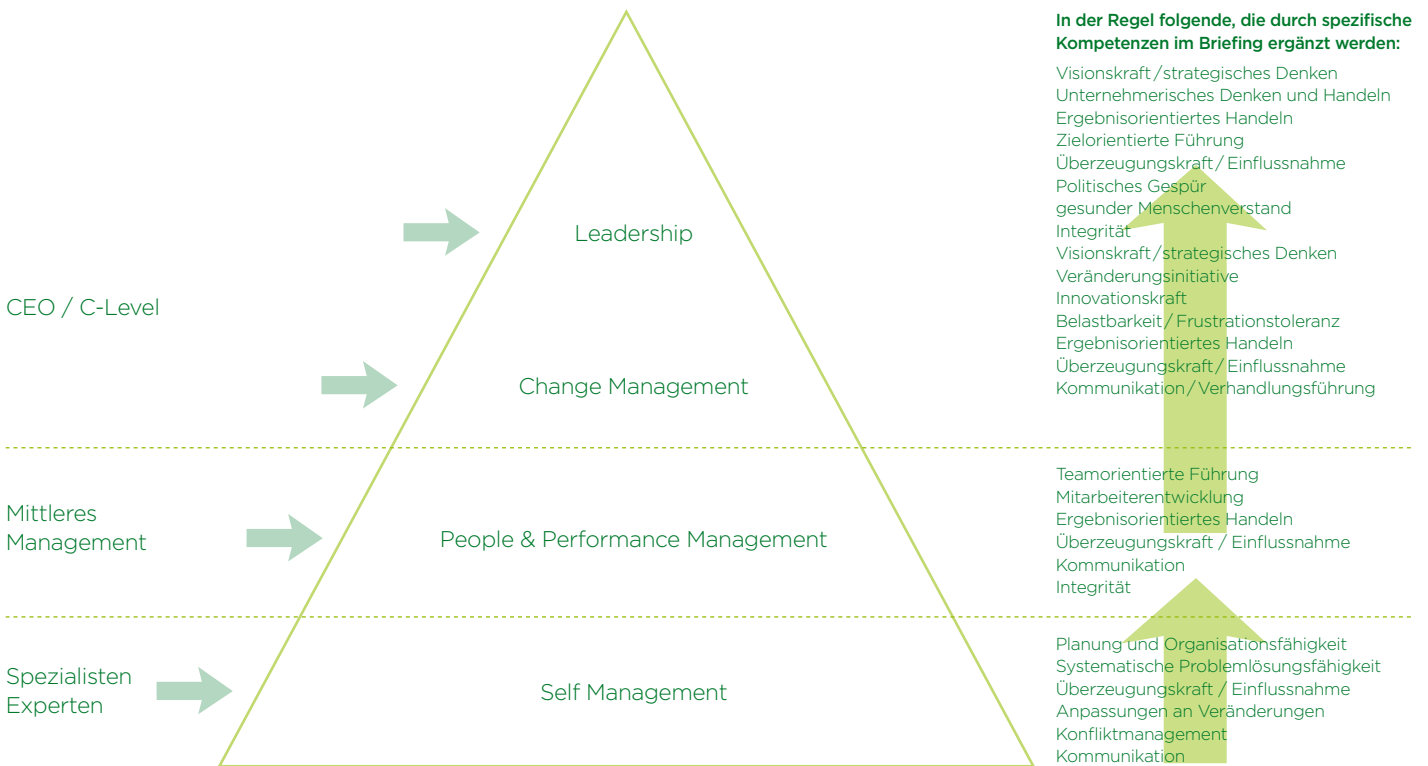 In der Regel folgende, die durch spezifische
Kompetenzen im Briefing ergänzt werden:
Visionskraft/strategisches Denken
Unternehmerisches Denken und Handeln
Ergebnisorientiertes Handeln
Zielorientierte Führung
Überzeugungskraft/Einflussnahme
Politisches Gespür
gesunder Menschenverstand
Integrität
Visionskraft/strategisches Denken
Veränderungsinitiative
Innovationskraft
Belastbarkeit/Frustrationstoleranz
Ergebnisorientiertes Handeln
Überzeugungskraft/Einflussnahme
Kommunikation/Verhandlungsführung
Leadership
CEO / C-Level
Change Management
Mittleres
Management
People & Performance Management
Teamorientierte Führung
Mitarbeiterentwicklung
Ergebnisorientiertes Handeln
Überzeugungskraft / Einflussnahme
Kommunikation
Integrität
Spezialisten
Experten
Self Management
Planung und Organisationsfähigkeit
Systematische Problemlösungsfähigkeit
Überzeugungskraft / Einflussnahme
Anpassungen an Veränderungen
Konfliktmanagement
Kommunikation